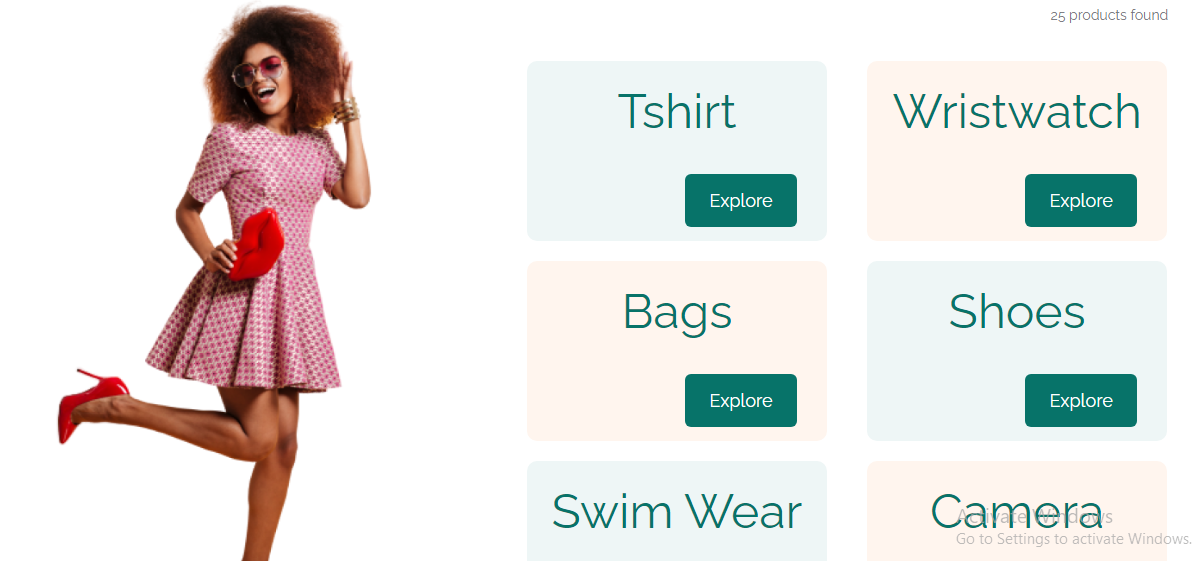 25 products found
Tshirt
Wristwatch
Explore
Explore
Bags
Shoes
Explore
Explore
Swim Wear
Camera
Activate Windows
Go to Settings to activate Windows.